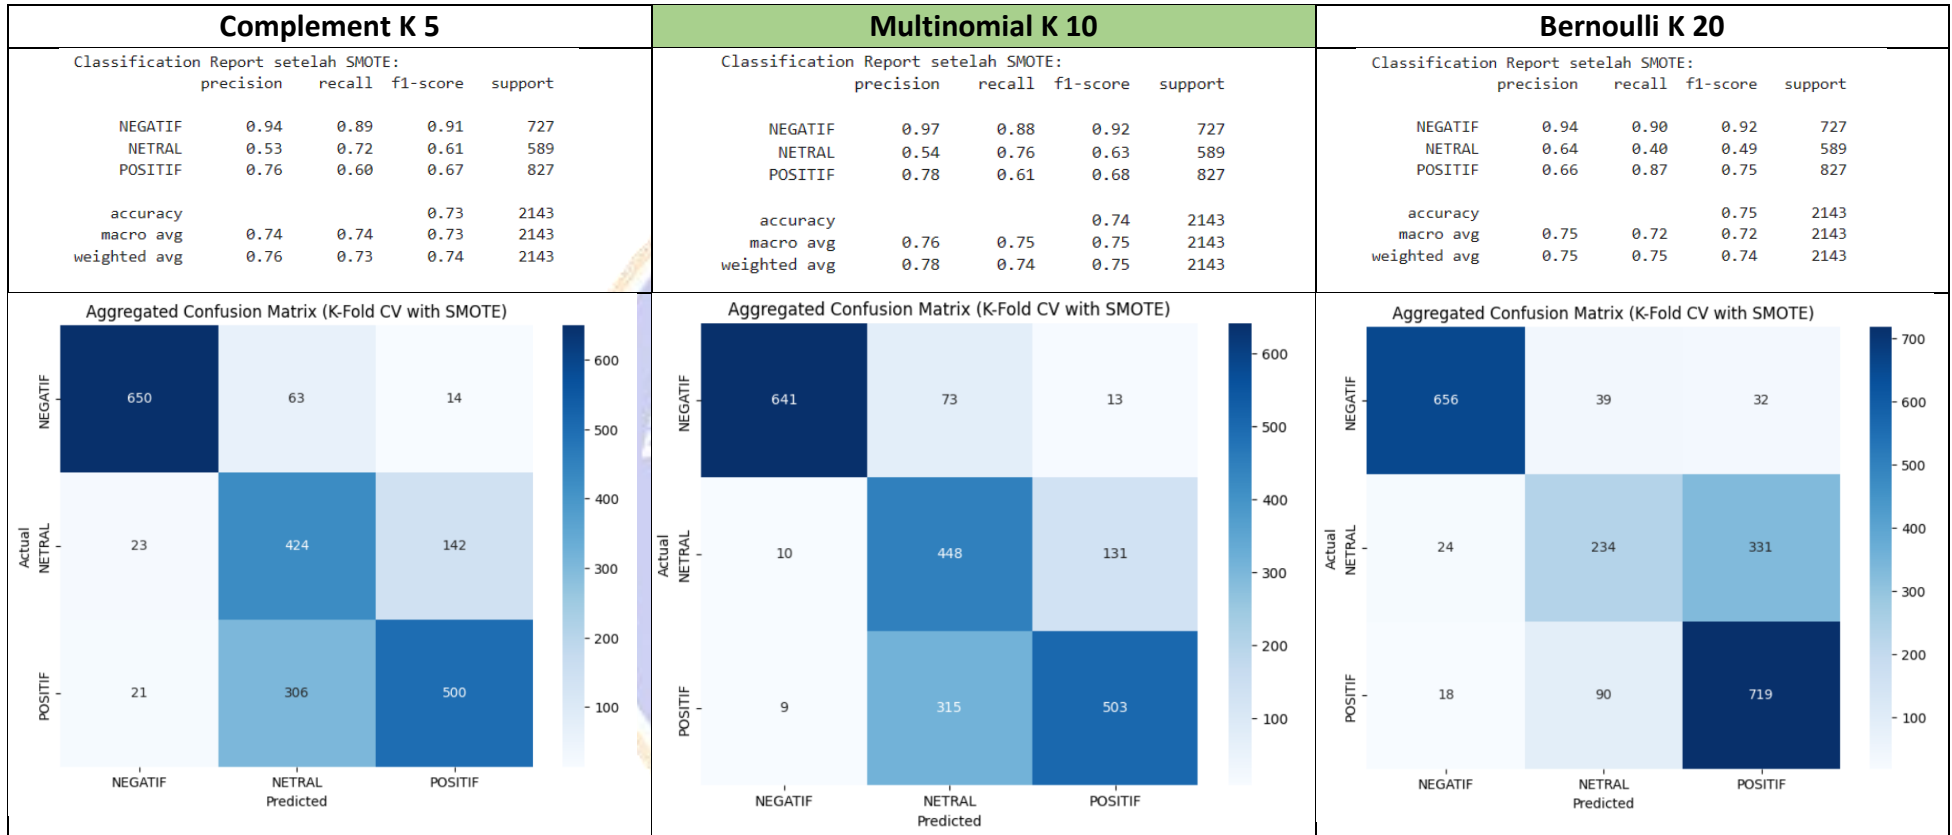 Complement K 5
Classification Report setelah SMOTE:
precision recall f1-score support
NEGATIF 0.94 0.89 0.91 727
NETRAL 0.53 0.72 0.61 589
POSITIF 0.76 0.60 0.67 827
accuracy 0.73 2143
macro avg 0.74 0.74 0.73 2143
weighted avg 0.76 0.73 0.74 2143
Multinomial K 10
Classification Report setelah SMOTE:
precision recall f1-score support
NEGATIF 0.97 0.88 0.92 727
NETRAL 0.54 0.76 0.63 589
POSITIF 0.78 0.61 0.68 827
accuracy 0.74 2143
macro avg 0.76 0.75 0.75 2143
weighted avg 0.78 0.74 0.75 2143
Bernoulli K 20
Classification Report setelah SMOTE:
precision recall f1-score support
NEGATIF 0.94 0.90 0.92 727
NETRAL 0.64 0.40 0.49 589
POSITIF 0.66 0.87 0.75 827
accuracy 0.75 2143
macro avg 0.75 0.72 0.72 2143
weighted avg 0.75 0.75 0.74 2143
Aggregated Confusion Matrix (K-Fold CV with SMOTE)
NEGATIF 650 63 14
NETRAL 23 424 142
POSITIF 21 306 500
Actual
NEGATIF NETRAL POSITIF
Predicted
600
500
400
300
200
100
Aggregated Confusion Matrix (K-Fold CV with SMOTE)
NEGATIF 641 73 13
NETRAL 10 448 131
POSITIF 9 315 503
Actual
NEGATIF NETRAL POSITIF
Predicted
600
500
400
300
200
100
Aggregated Confusion Matrix (K-Fold CV with SMOTE)
NEGATIF 656 39 32
NETRAL 24 234 331
POSITIF 18 90 719
Actual
NEGATIF NETRAL POSITIF
Predicted
700
600
500
400
300
200
100